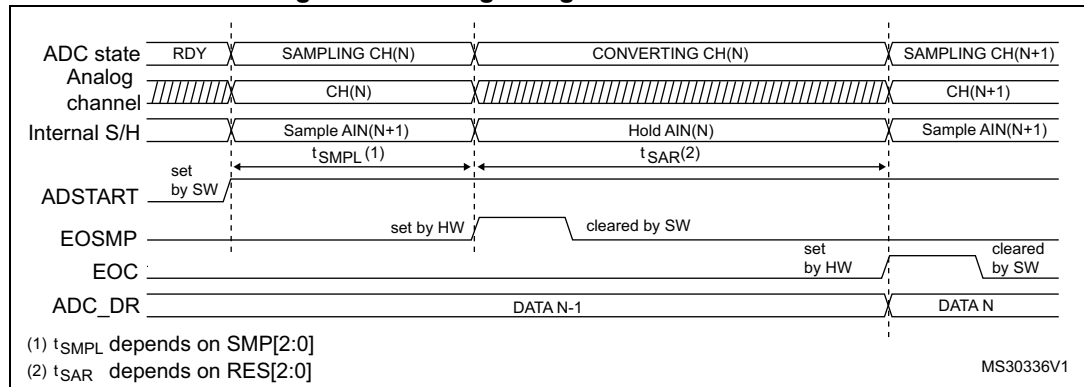 ADC state RDY SAMPLING CH(N) CONVERTING CH(N) SAMPLING CH(N+1)
Analog channel CH(N) CH(N+1)
Internal S/H Sample AIN(N+1) Hold AIN(N) Sample AIN(N+1)
tSMPL(1) tSAR(2)
ADSTART set by SW
EOSMP set by HW cleared by SW
EOC set by HW cleared by SW
ADC_DR DATA N-1 DATA N
(1) tSMPL depends on SMP[2:0]
(2) tSAR depends on RES[2:0]
MS30336V1